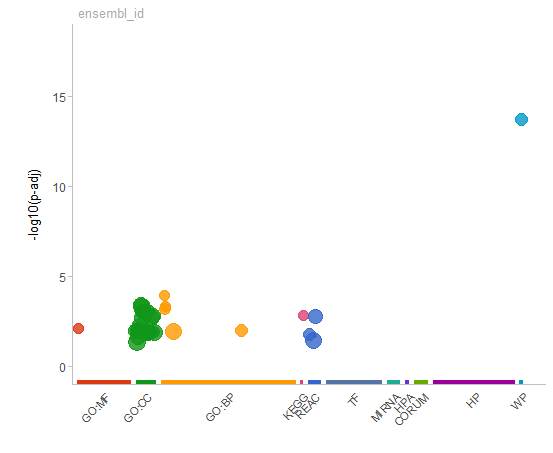 ensembl_id
-log10(p-adj)
15
10
5
0
GO:MF
GO:CC
GO:BP
KEGG
REAC
TF
MIRNA
HPA
CORUM
HP
WP